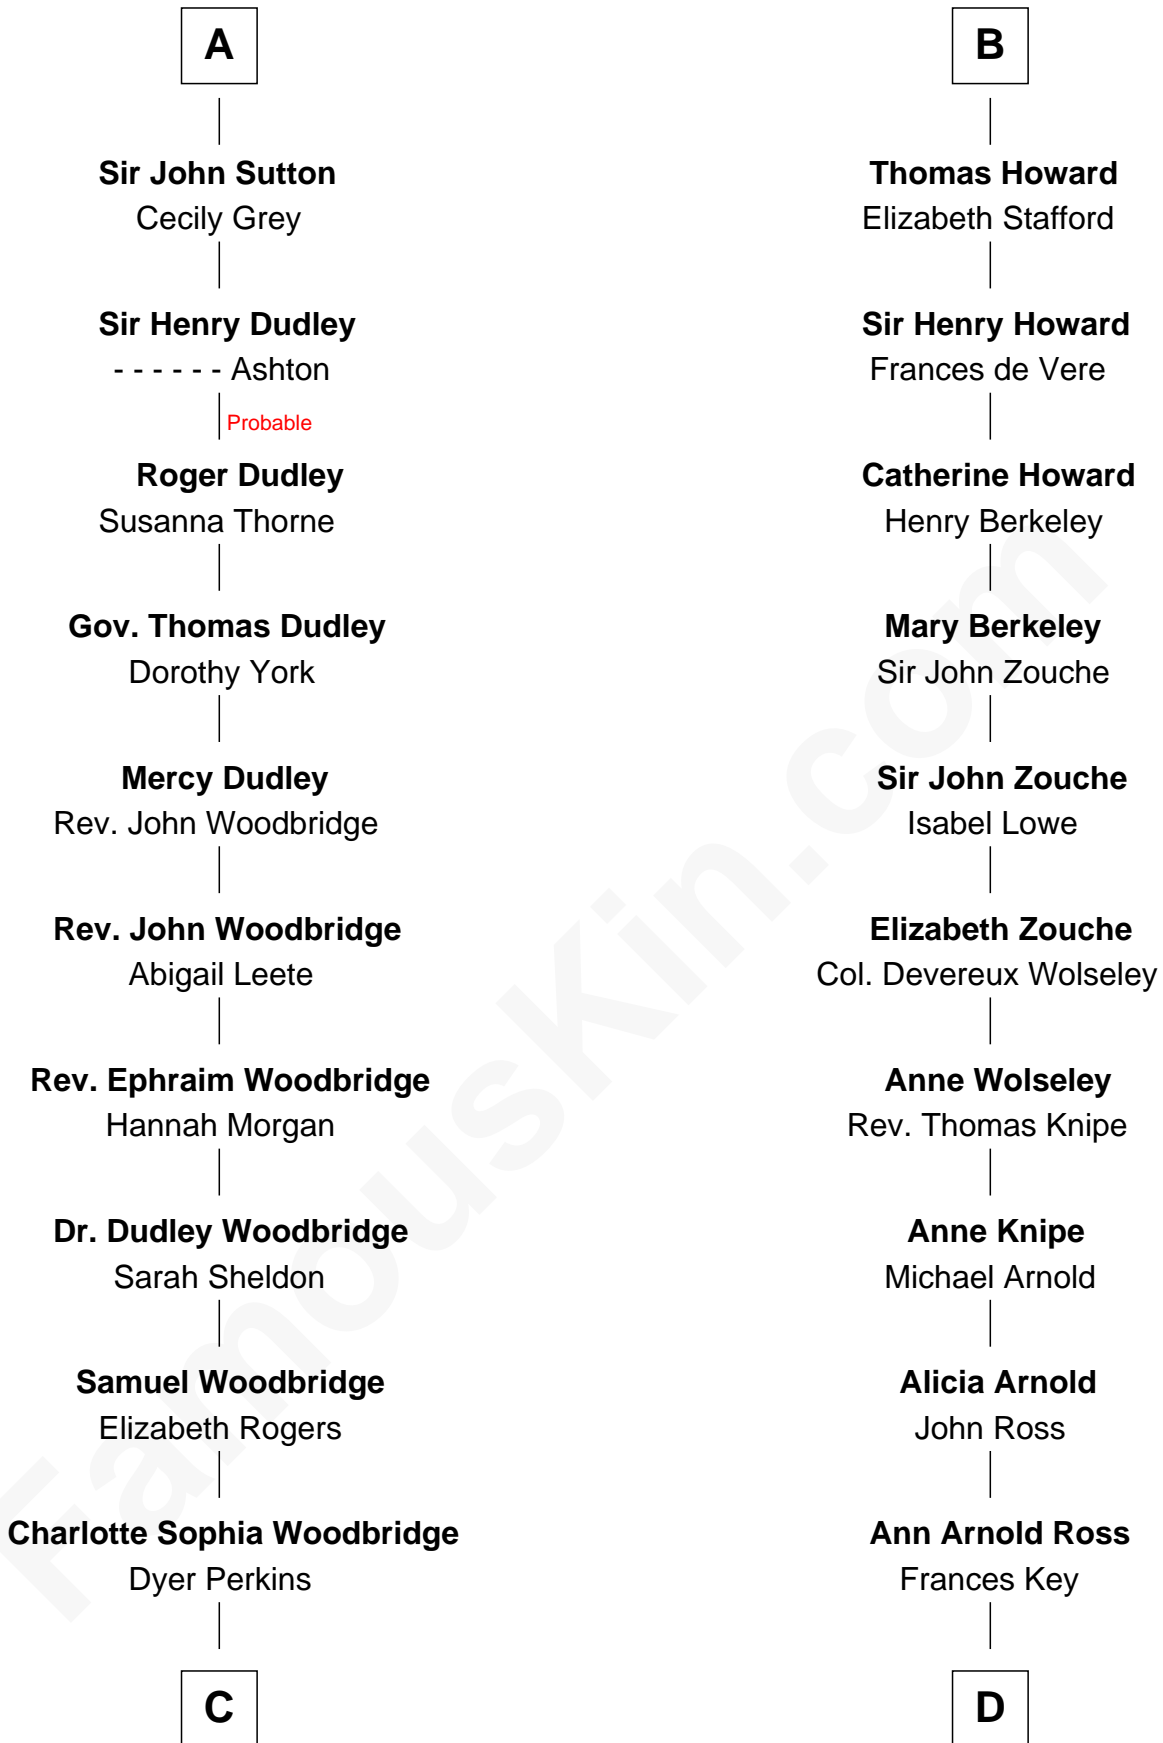 A
Sir John Sutton
Cecily Grey
Sir Henry Dudley
- - - - - - Ashton
Probable
Roger Dudley
Susanna Thorne
Gov. Thomas Dudley
Dorothy York
Mercy Dudley
Rev. John Woodbridge
Rev. John Woodbridge
Abigail Leete
Rev. Ephraim Woodbridge
Hannah Morgan
Dr. Dudley Woodbridge
Sarah Sheldon
Samuel Woodbridge
Elizabeth Rogers
Charlotte Sophia Woodbridge
Dyer Perkins
C
B
Thomas Howard
Elizabeth Stafford
Sir Henry Howard
Frances de Vere
Catherine Howard
Henry Berkeley
Mary Berkeley
Sir John Zouche
Sir John Zouche
Isabel Lowe
Elizabeth Zouche
Col. Devereux Wolseley
Anne Wolseley
Rev. Thomas Knipe
Anne Knipe
Michael Arnold
Alicia Arnold
John Ross
Ann Arnold Ross
Frances Key
D
FamousKin.com